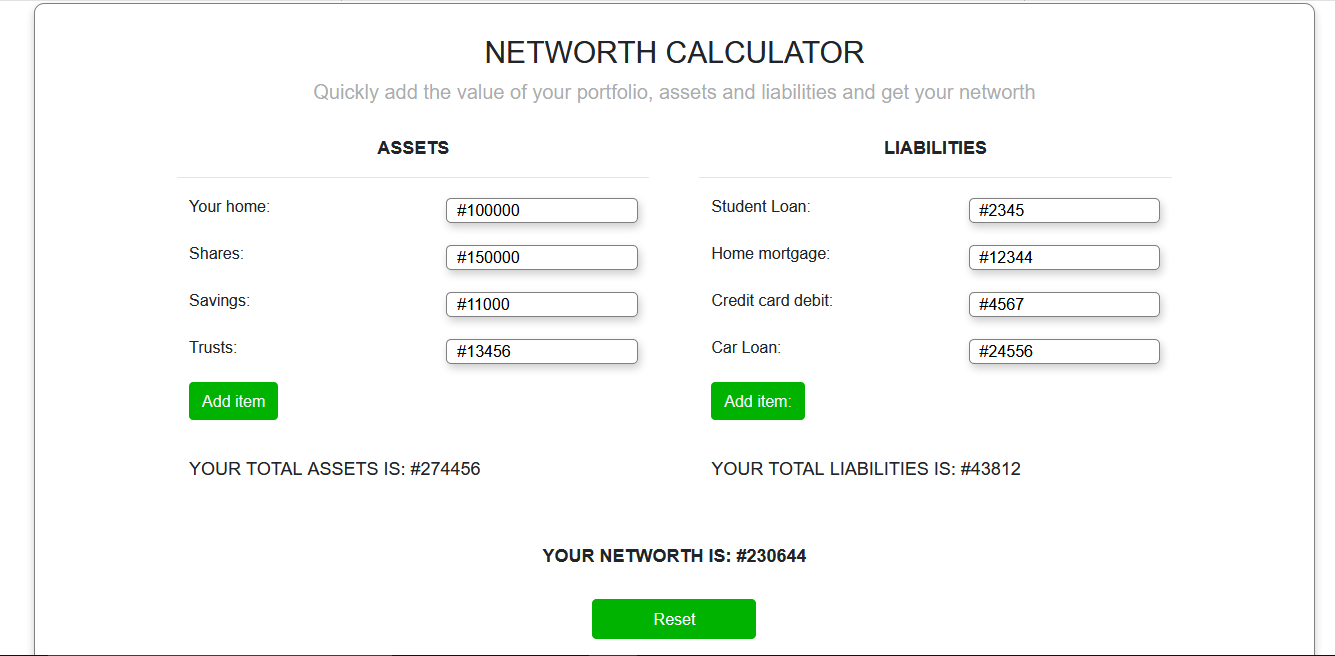 NETWORTH CALCULATOR
Quickly add the value of your portfolio, assets and liabilities and get your networth
ASSETS
Your home: #100000
Shares: #150000
Savings: #11000
Trusts: #13456
Add item
YOUR TOTAL ASSETS IS: #274456
LIABILITIES
Student Loan: #2345
Home mortgage: #12344
Credit card debit: #4567
Car Loan: #24556
Add item:
YOUR TOTAL LIABILITIES IS: #43812
YOUR NETWORTH IS: #230644
Reset